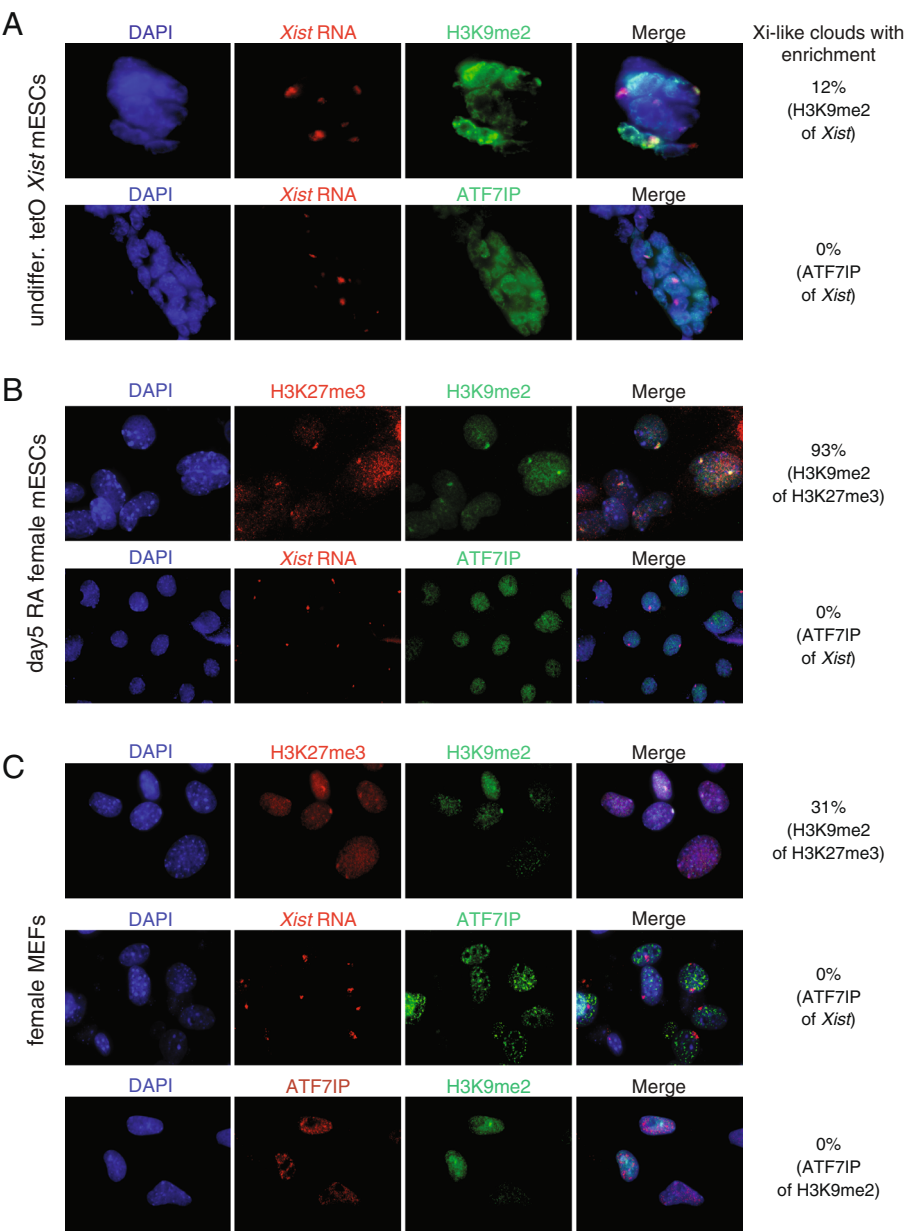 A
DAPI
Xist RNA
H3K9me2
Merge
Xi-like clouds with
enrichment
undiffer. tetO Xist mESCs
12%
(H3K9me2
of Xist)
DAPI
Xist RNA
ATF7IP
Merge
0%
(ATF7IP
of Xist)
B
DAPI
H3K27me3
H3K9me2
Merge
day5 RA female mESCs
93%
(H3K9me2
of H3K27me3)
DAPI
Xist RNA
ATF7IP
Merge
0%
(ATF7IP
of Xist)
C
DAPI
H3K27me3
H3K9me2
Merge
female MEFs
31%
(H3K9me2
of H3K27me3)
DAPI
Xist RNA
ATF7IP
Merge
0%
(ATF7IP
of Xist)
DAPI
ATF7IP
H3K9me2
Merge
0%
(ATF7IP
of H3K9me2)